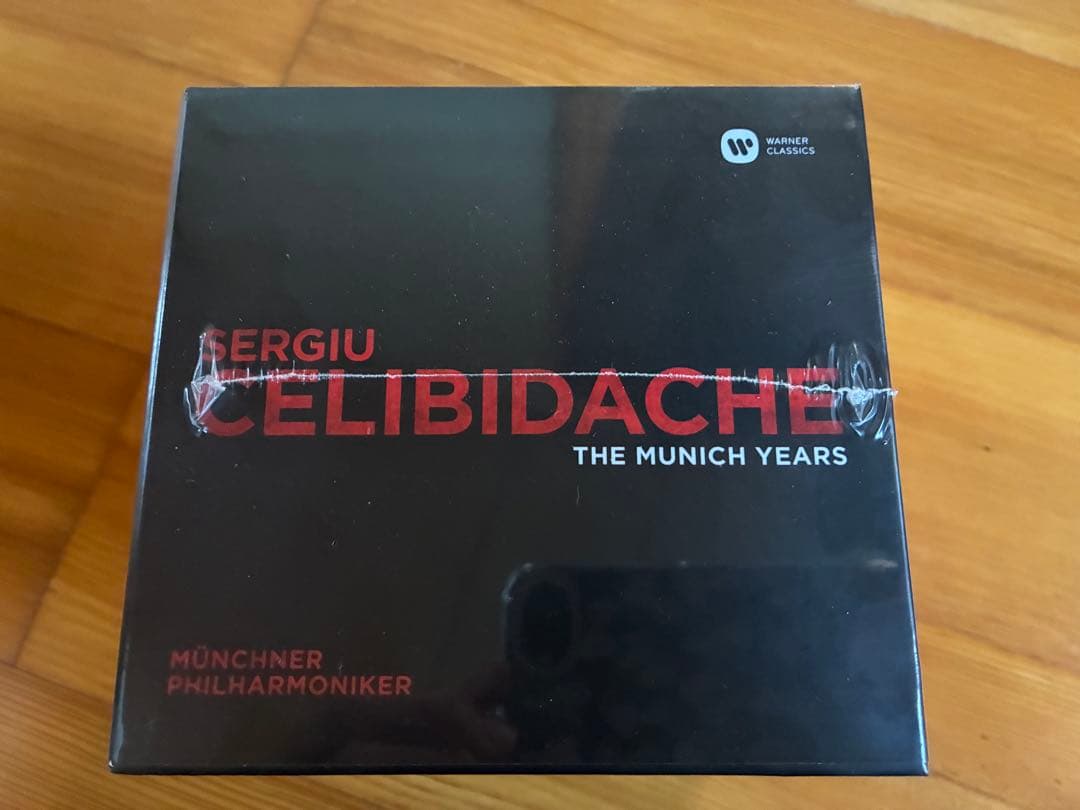 WARNER
CLASSICS
SERGIU
CELIBIDACHE
THE MUNICH YEARS
MÜNCHNER
PHILHARMONIKER